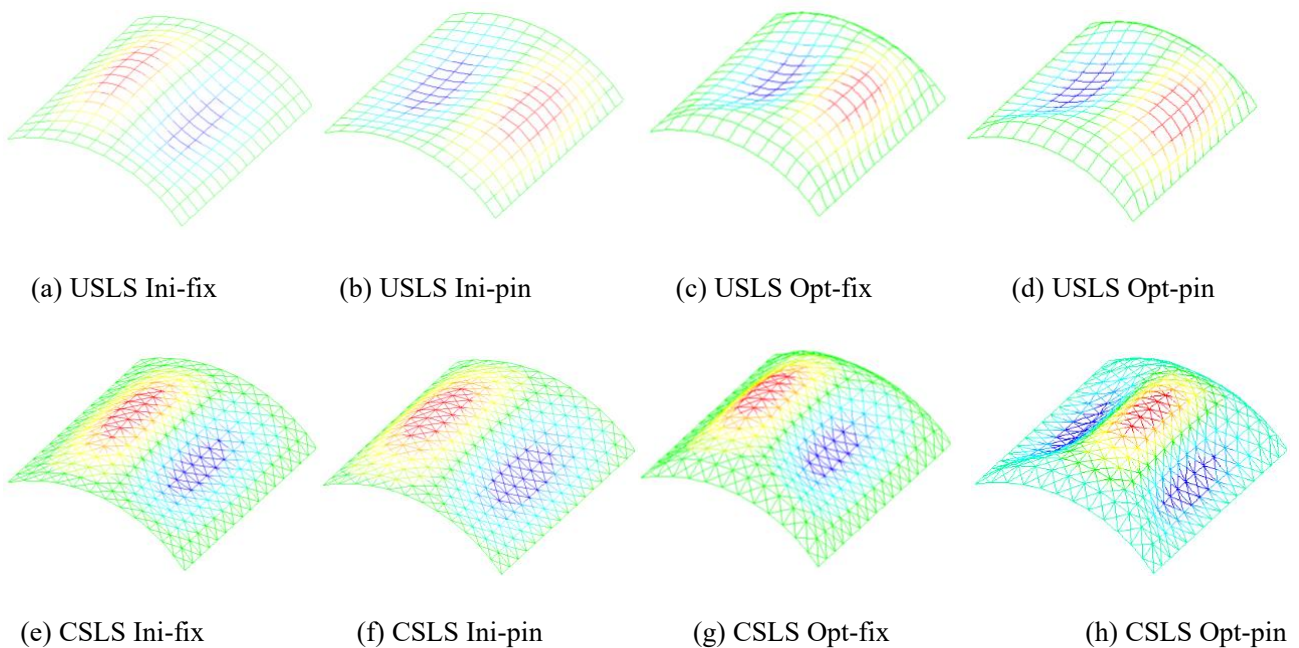 (a) USLS Ini-fix (b) USLS Ini-pin (c) USLS Opt-fix (d) USLS Opt-pin
(e) CSLS Ini-fix (f) CSLS Ini-pin (g) CSLS Opt-fix (h) CSLS Opt-pin